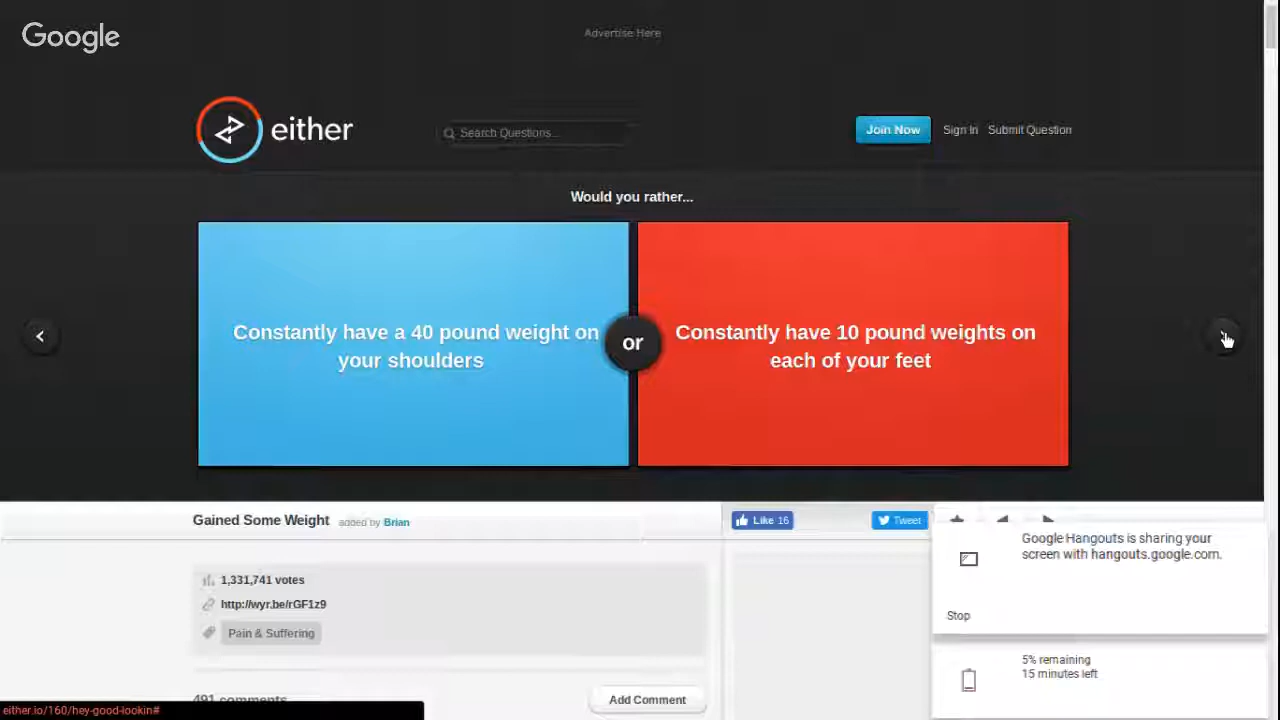 Google
Advertise Here
either
Search Questions...
Join Now
Sign In
Submit Question
Would you rather...
Constantly have a 40 pound weight on
your shoulders
or
Constantly have 10 pound weights on
each of your feet
Gained Some Weight
added by Brian
Like 16
Tweet
Google Hangouts is sharing your
screen with hangouts.google.com.
Stop
1,331,741 votes
http://wyr.be/rGF1z9
Pain & Suffering
5% remaining
15 minutes left
491 comments
Add Comment
either.io/160/hey-good-lookin#